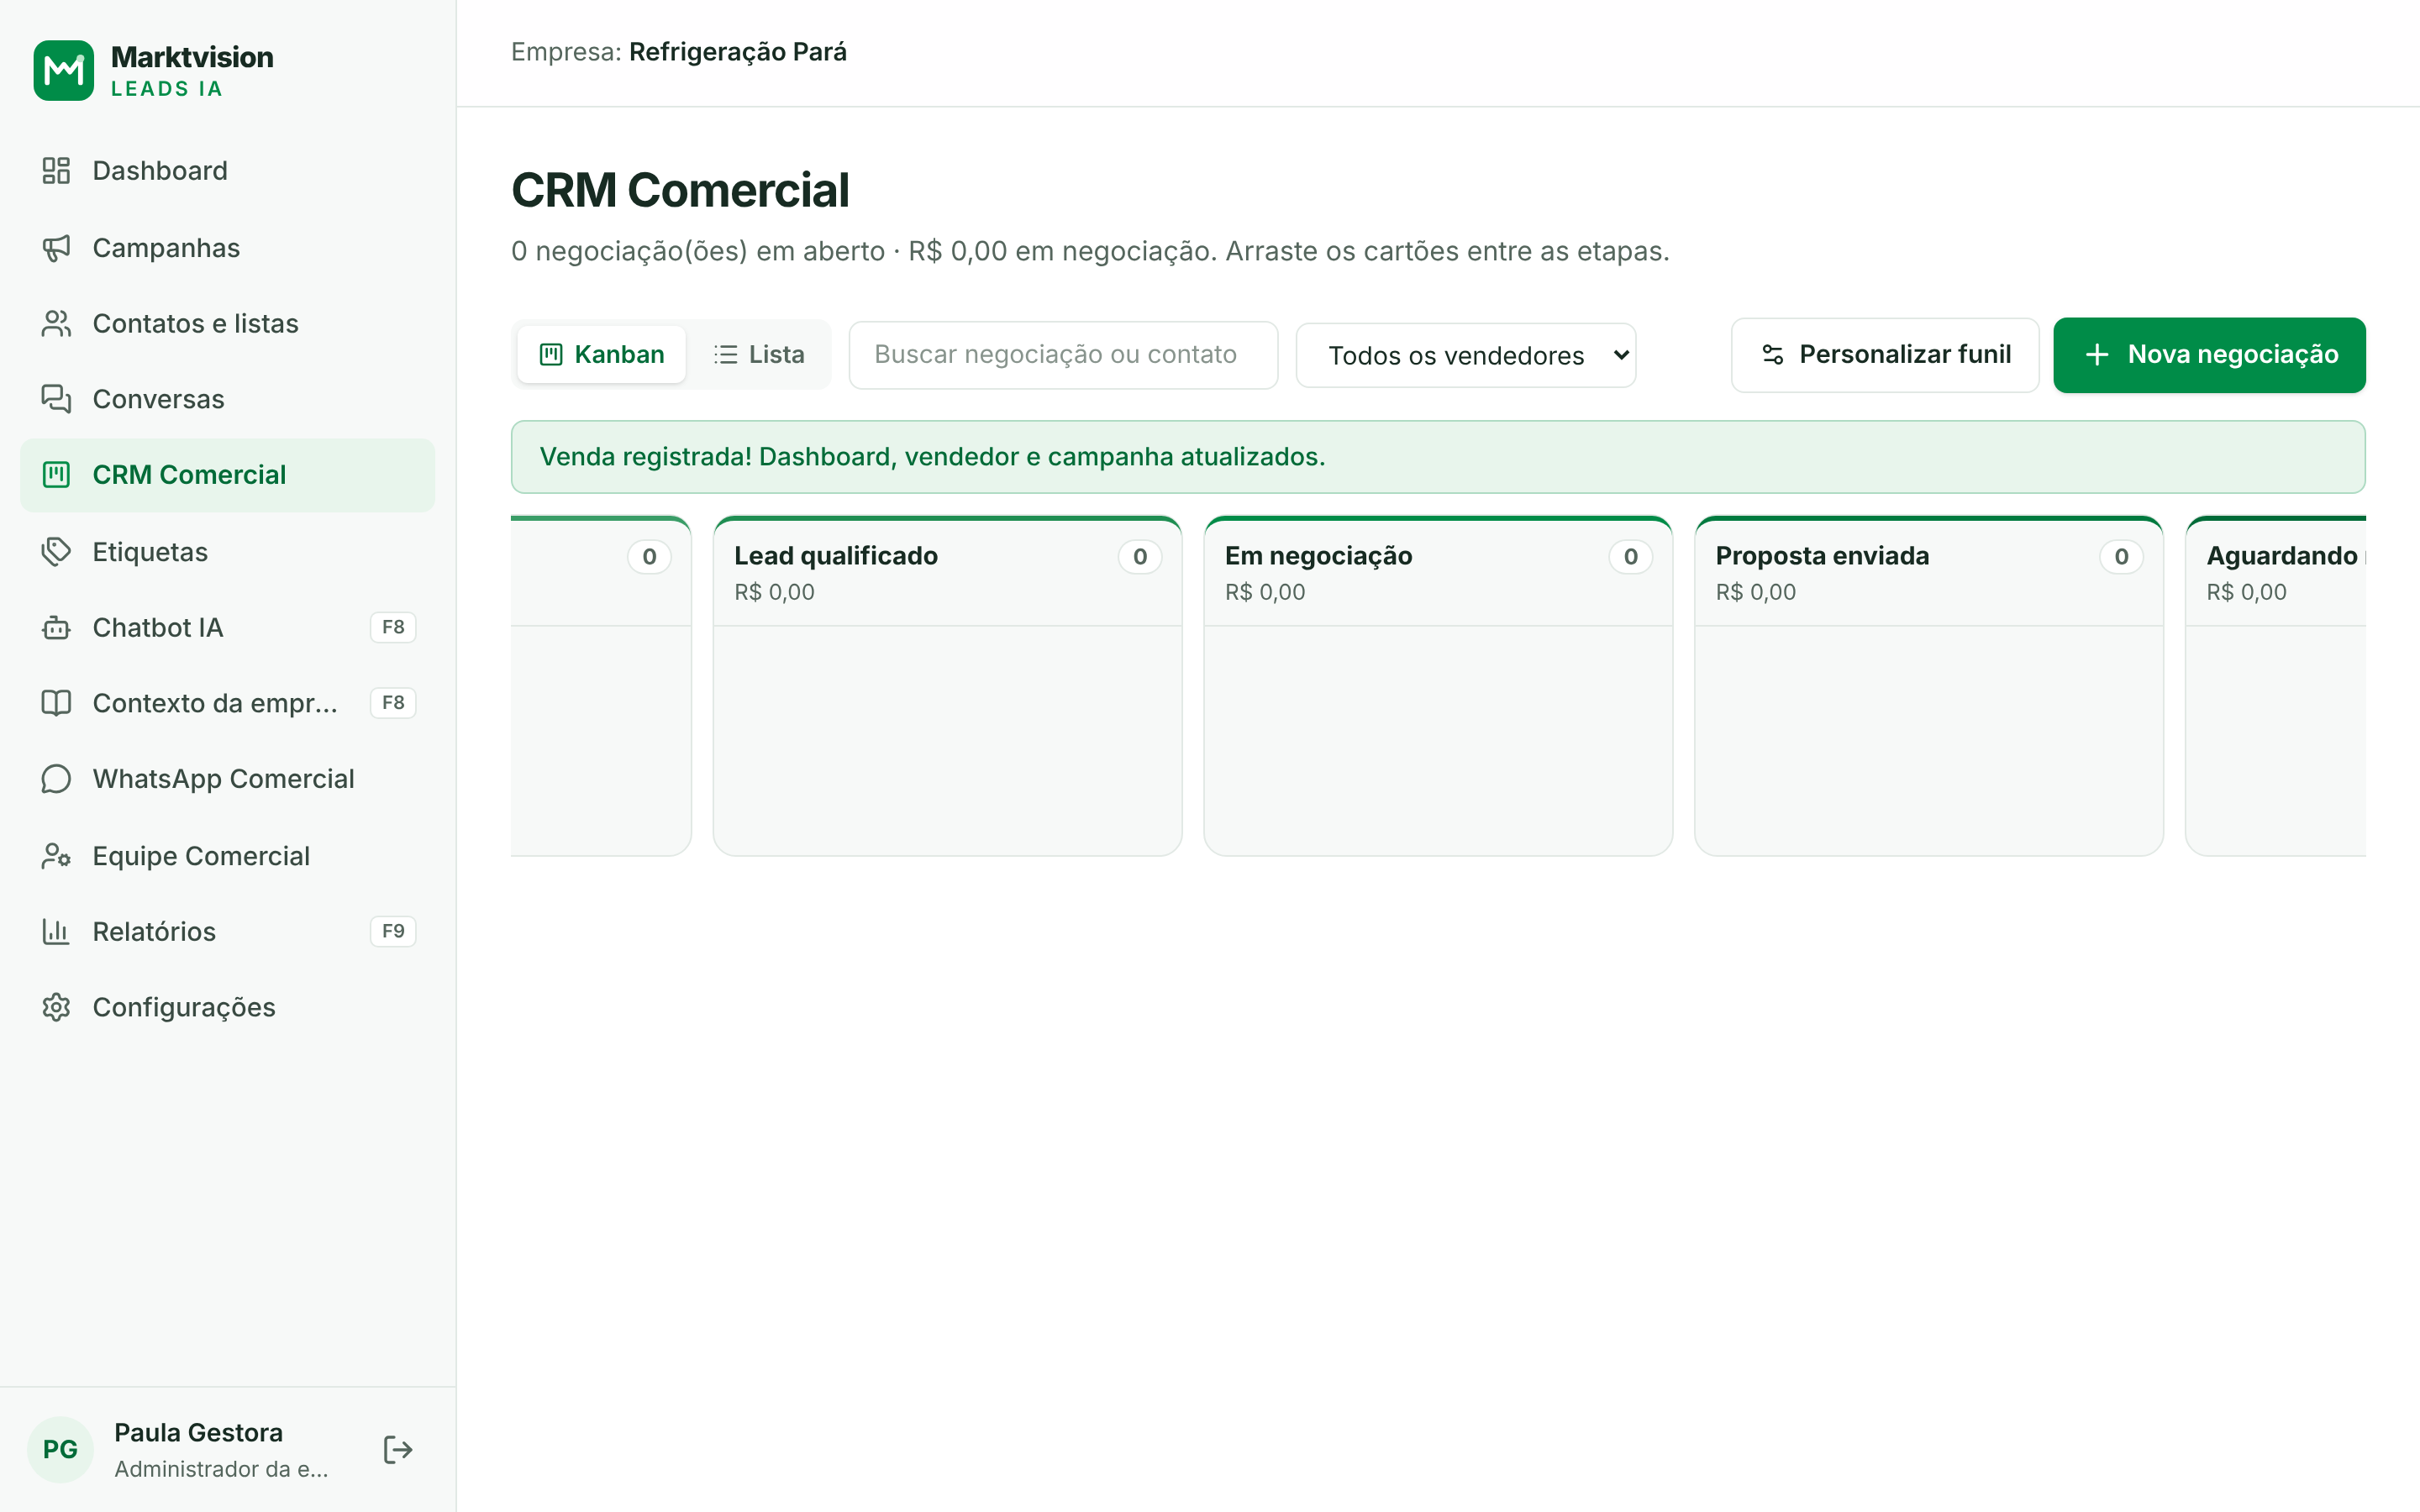 Marktvision
LEADS IA
Dashboard
Campanhas
Contatos e listas
Conversas
CRM Comercial
Etiquetas
Chatbot IA F8
Contexto da empr... F8
WhatsApp Comercial
Equipe Comercial
Relatórios F9
Configurações
PG
Paula Gestora
Administrador da e...
Empresa: Refrigeração Pará
CRM Comercial
0 negociação(ões) em aberto · R$ 0,00 em negociação. Arraste os cartões entre as etapas.
Kanban Lista Buscar negociação ou contato Todos os vendedores Personalizar funil + Nova negociação
Venda registrada! Dashboard, vendedor e campanha atualizados.
0 Lead qualificado 0 Em negociação 0 Proposta enviada 0 Aguardando
R$ 0,00 R$ 0,00 R$ 0,00 R$ 0,00